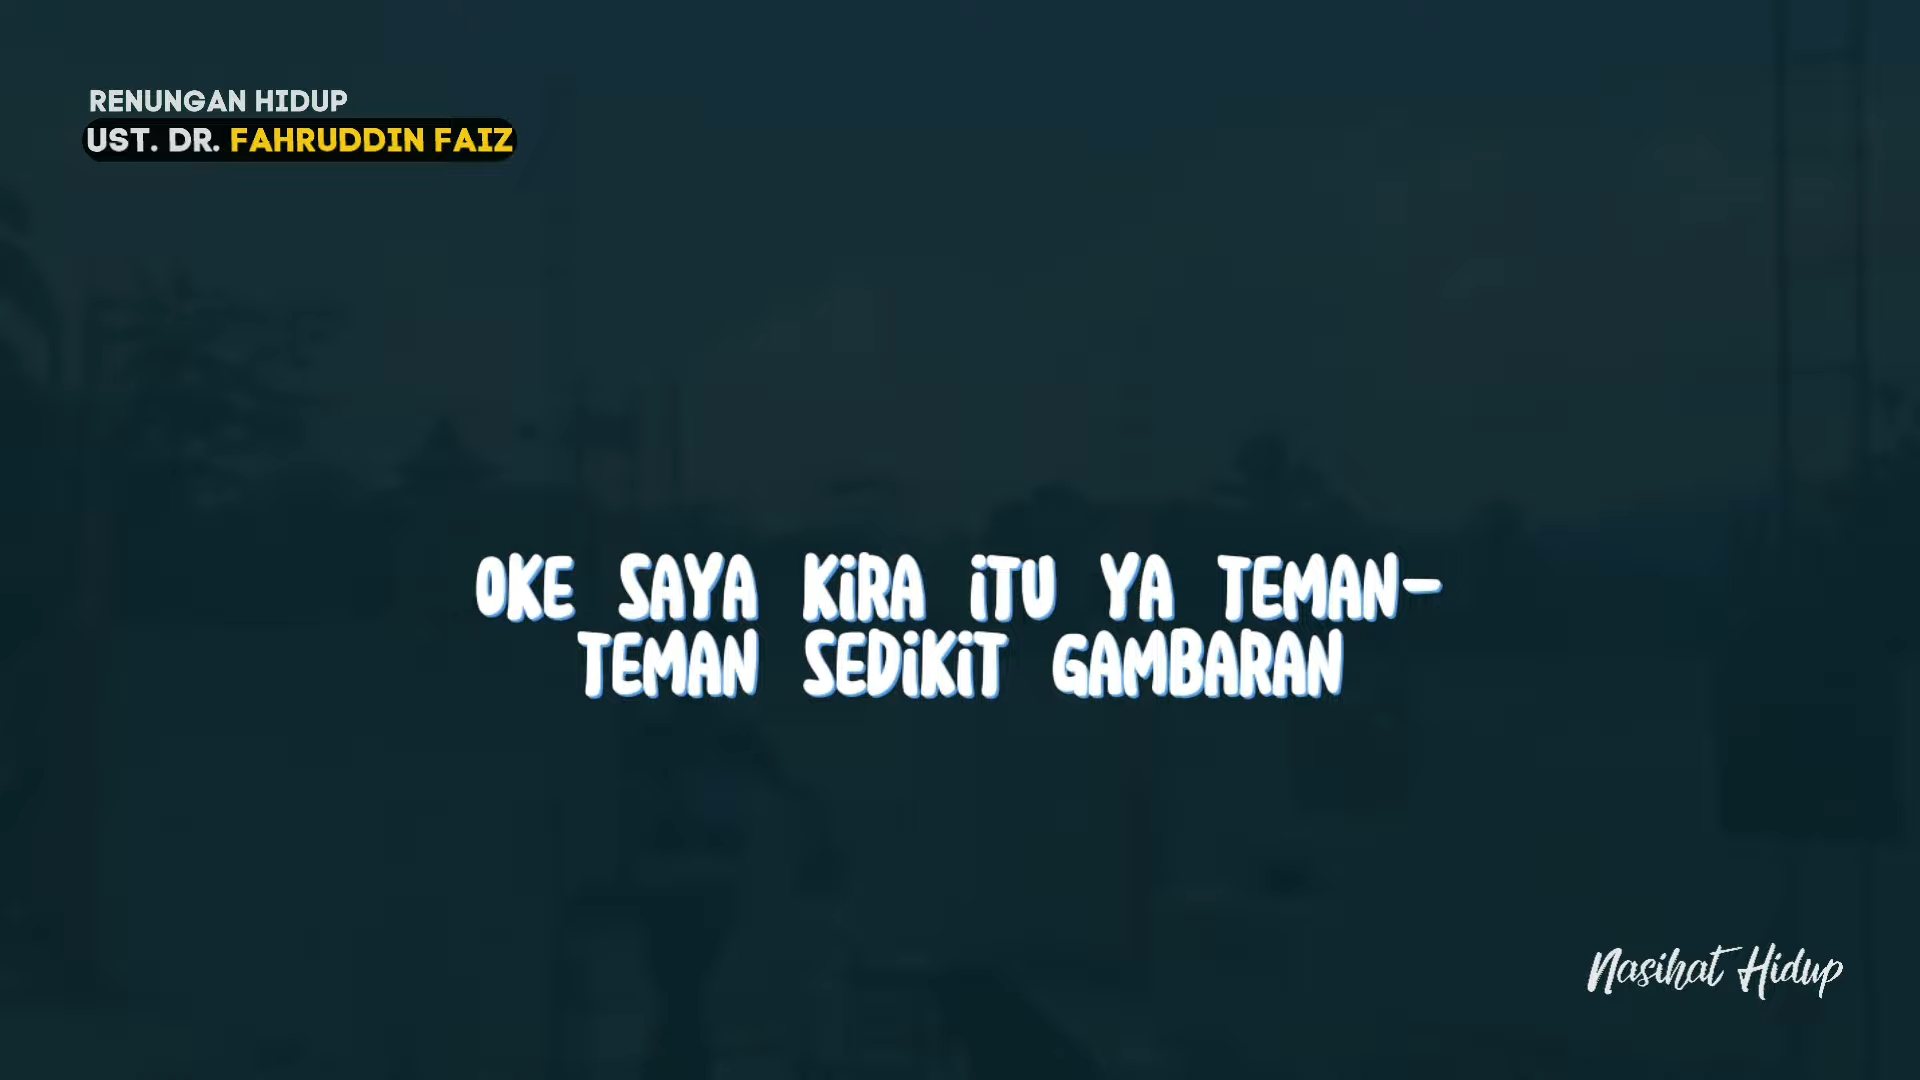 RENUNGAN HIDUP
UST. DR. FAHRUDDIN FAIZ
OKE SAYA KiRA iTU YA TEMAN-
TEMAN SEDiKiT GAMBARAN
Nasihat Hidup